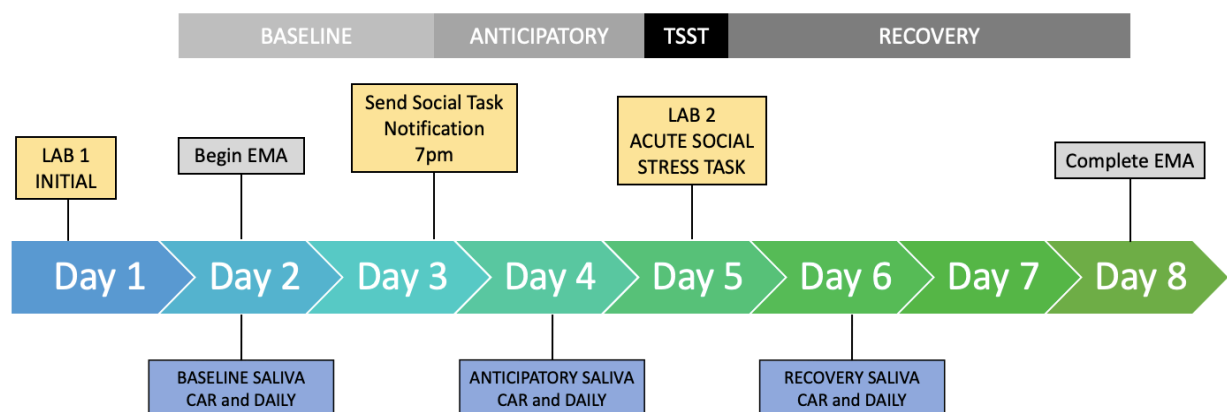 BASELINE
ANTICIPATORY
TSST
RECOVERY
LAB 1
INITIAL
Begin EMA
Send Social Task
Notification
7pm
LAB 2
ACUTE SOCIAL
STRESS TASK
Complete EMA
Day 1
Day 2
Day 3
Day 4
Day 5
Day 6
Day 7
Day 8
BASELINE SALIVA
CAR and DAILY
ANTICIPATORY SALIVA
CAR and DAILY
RECOVERY SALIVA
CAR and DAILY